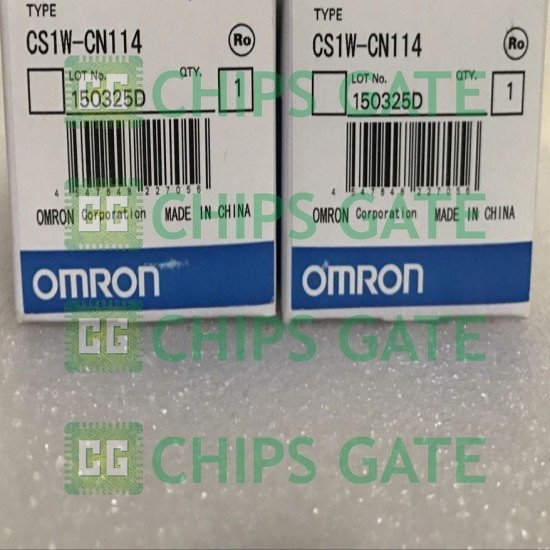 TYPE
CS1W-CN114
Ro
LOT No.
QTY.
150325D
1
4 547648 227056
OMRON Corporation MADE IN CHINA
OMRON
TYPE
CS1W-CN114
Ro
LOT No.
QTY.
150325D
1
4 547648 227056
OMRON Corporation MADE IN CHINA
OMRON
CG CHIPS GATE
CG CHIPS GATE
CG CHIPS GATE
CG CHIPS GATE